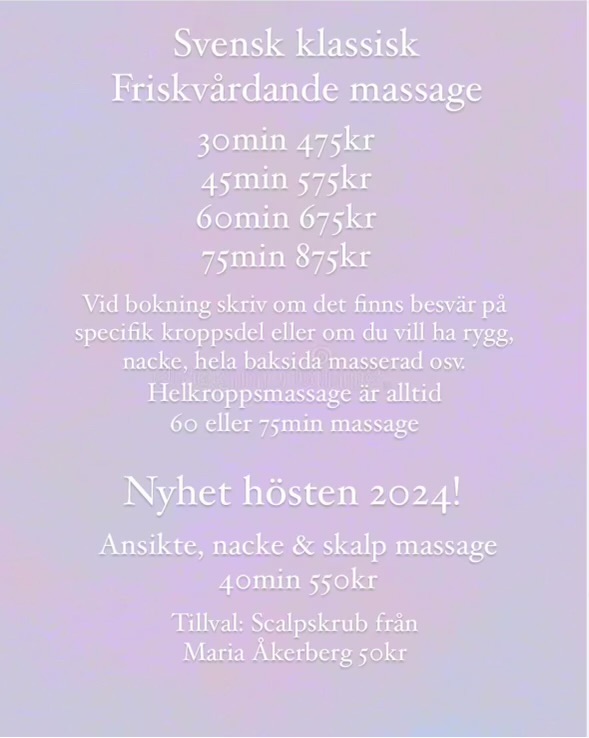 Svensk klassisk
Friskvårdande massage
30min 475kr
45min 575kr
60min 675kr
75min 875kr
Vid bokning skriv om det finns besvär på
specifik kroppsdel eller om du vill ha rygg,
nacke, hela baksida masserad osv.
Helkroppsmassage är alltid
60 eller 75min massage
Nyhet hösten 2024!
Ansikte, nacke & skalp massage
40min 550kr
Tillval: Scalpskrub från
Maria Åkerberg 50kr